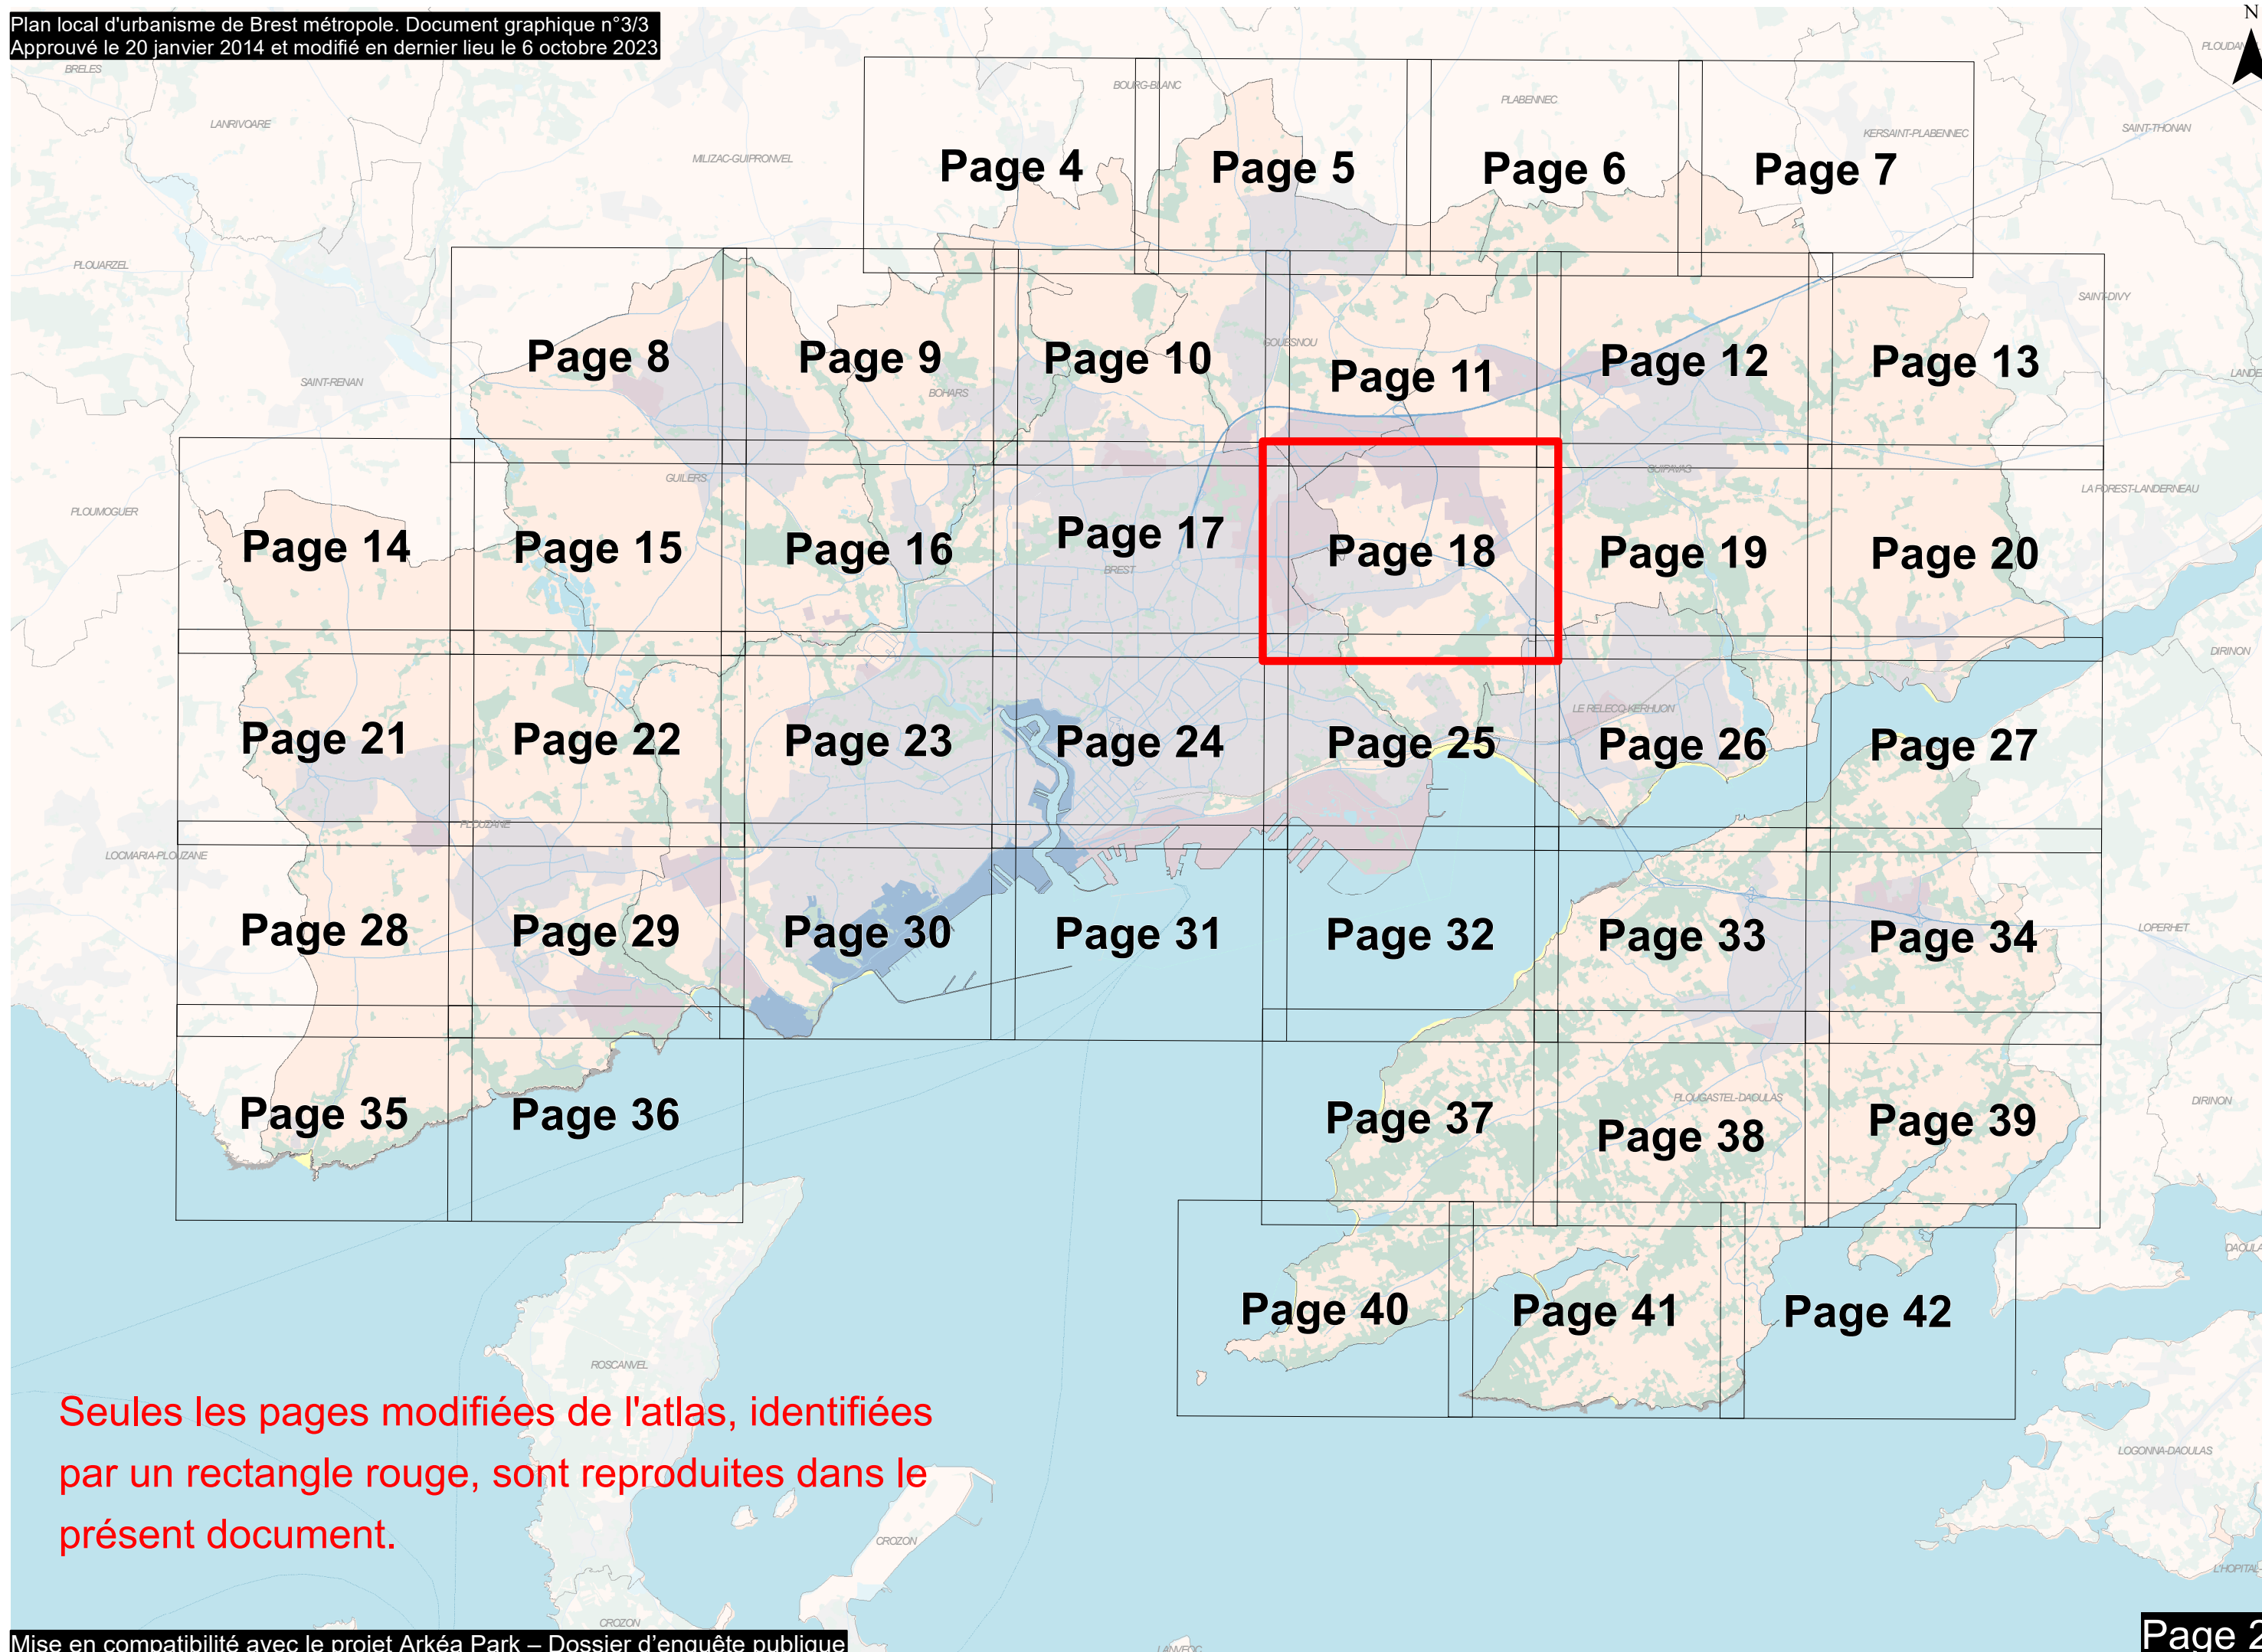 Plan local d'urbanisme de Brest métropole. Document graphique n°3/3
Approuvé le 20 janvier 2014 et modifié en dernier lieu le 6 octobre 2023
N
BRELES
BOURG-BLANC
PLABENNEC
LANRIVOARE
KERSAINT-PLABENNEC
SAINT-THONAN
MILIZAC-GUIPRONVEL
Page 4
Page 5
Page 6
Page 7
PLOUARZEL
SAINT-DIVY
GOUESNOU
Page 8
Page 9
Page 10
Page 11
Page 12
Page 13
SAINT-RENAN
BOHARS
GUILERS
GUIPAVAS
LA FOREST-LANDERNEAU
PLOUMOGUER
Page 14
Page 15
Page 16
Page 17
Page 18
Page 19
Page 20
BREST
DIRINON
LE RELECQ-KERHUON
Page 21
Page 22
Page 23
Page 24
Page 25
Page 26
Page 27
PLOUZANE
LOCMARIA-PLOUZANE
Page 28
Page 29
Page 30
Page 31
Page 32
Page 33
Page 34
LOPERHET
PLOUGASTEL-DAOULAS
DIRINON
Page 35
Page 36
Page 37
Page 38
Page 39
Page 40
Page 41
Page 42
ROSCANVEL
Seules les pages modifiées de l'atlas, identifiées
par un rectangle rouge, sont reproduites dans le
présent document.
LOGONNA-DAOULAS
CROZON
CROZON
Mise en compatibilité avec le projet Arkéa Park – Dossier d'enquête publique
LANVEOC
Page 2